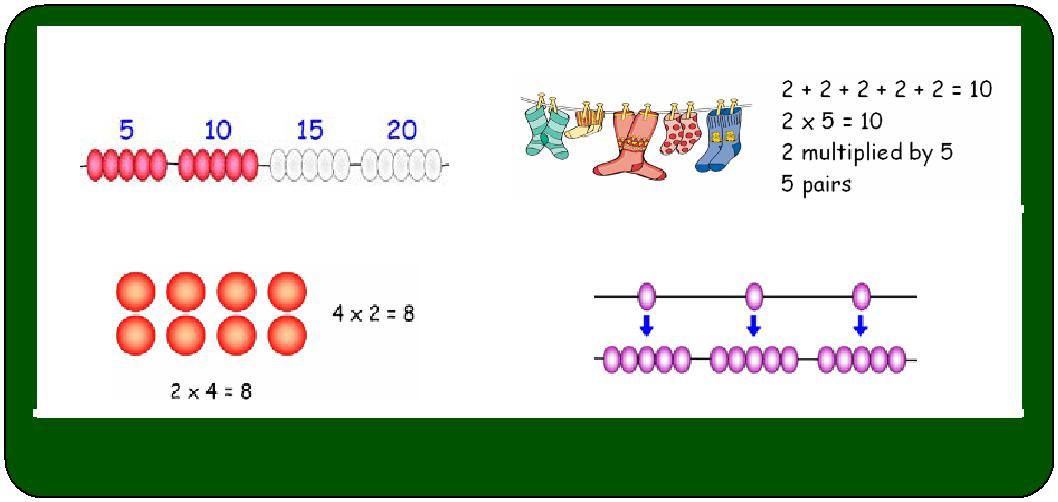 5 10 15 20
2 + 2 + 2 + 2 + 2 = 10
2 x 5 = 10
2 multiplied by 5
5 pairs
4 x 2 = 8
2 x 4 = 8